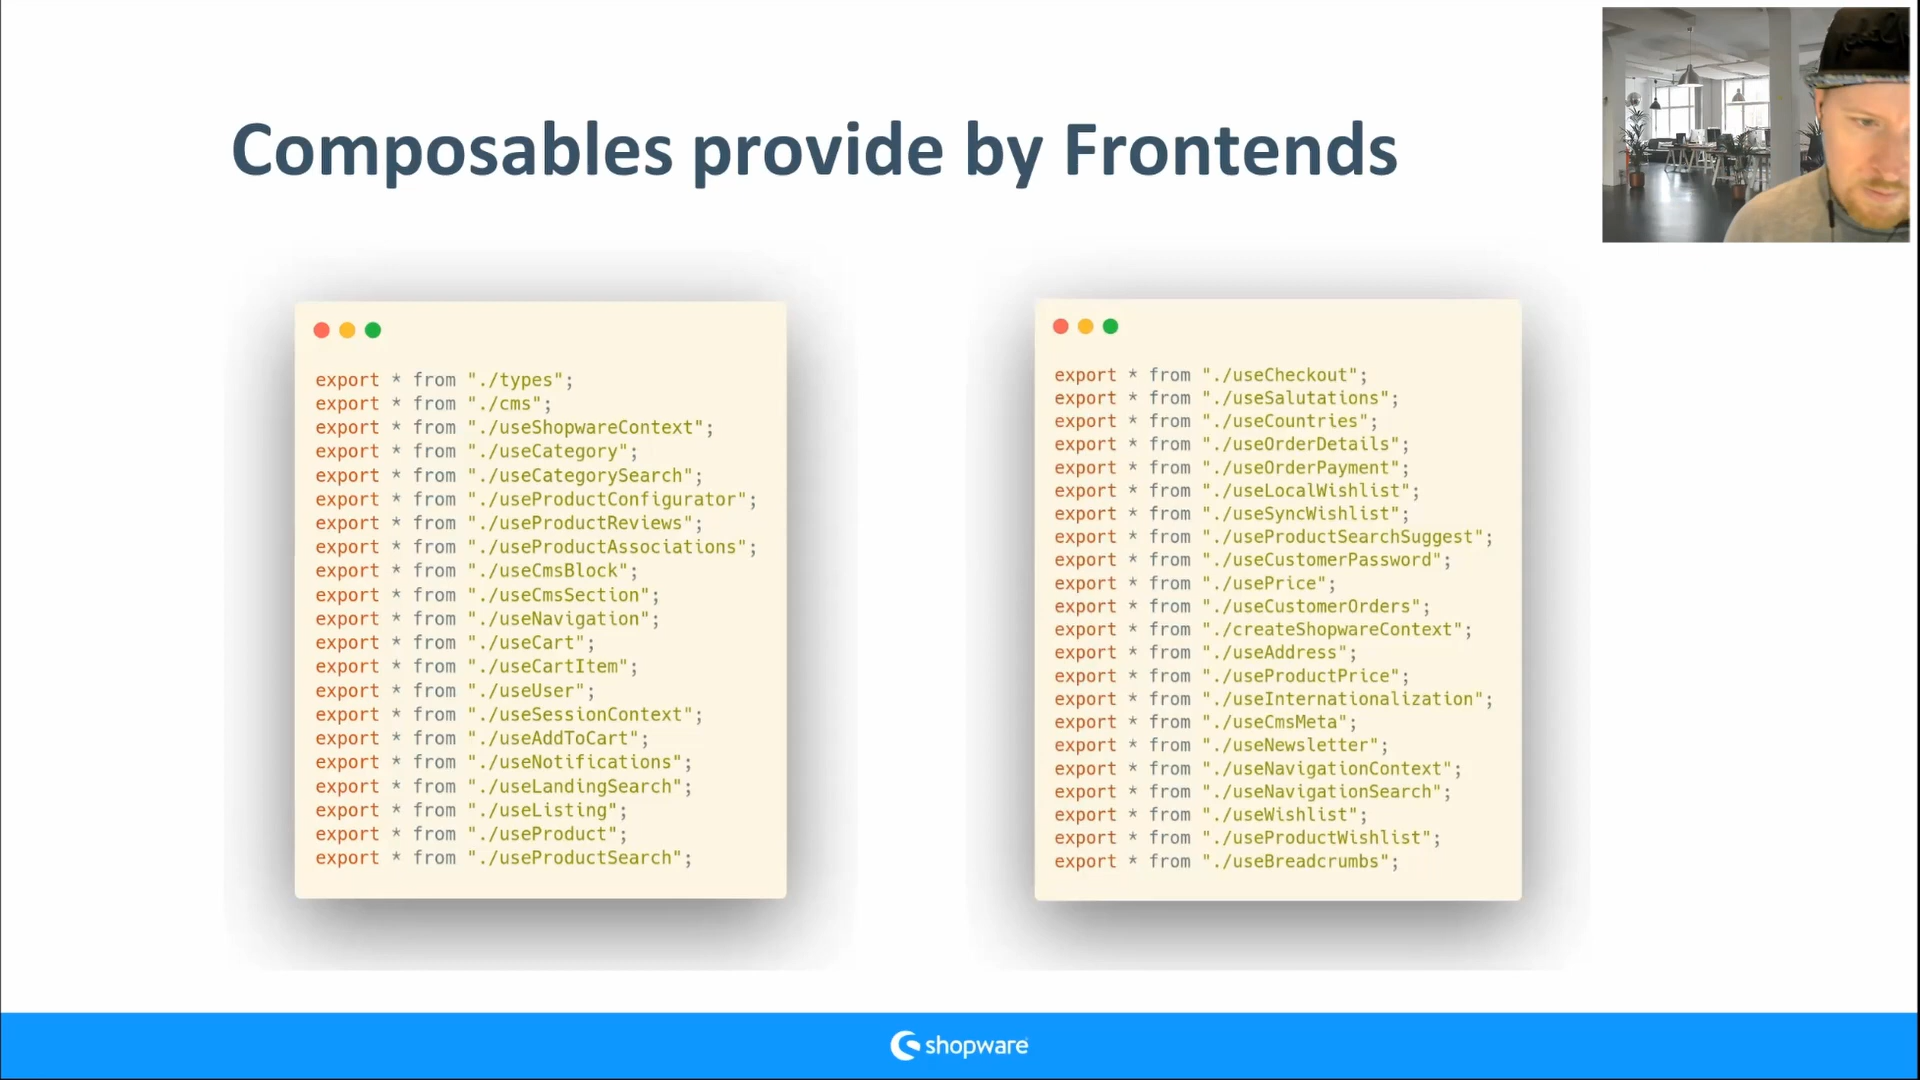 Composables provide by Frontends
export * from "./types";
export * from "./cms";
export * from "./useShopwareContext";
export * from "./useCategory";
export * from "./useCategorySearch";
export * from "./useProductConfigurator";
export * from "./useProductReviews";
export * from "./useProductAssociations";
export * from "./useCmsBlock";
export * from "./useCmsSection";
export * from "./useNavigation";
export * from "./useCart";
export * from "./useCartItem";
export * from "./useUser";
export * from "./useSessionContext";
export * from "./useAddToCart";
export * from "./useNotifications";
export * from "./useLandingSearch";
export * from "./useListing";
export * from "./useProduct";
export * from "./useProductSearch";
export * from "./useCheckout";
export * from "./useSalutations";
export * from "./useCountries";
export * from "./useOrderDetails";
export * from "./useOrderPayment";
export * from "./useLocalWishlist";
export * from "./useSyncWishlist";
export * from "./useProductSearchSuggest";
export * from "./useCustomerPassword";
export * from "./usePrice";
export * from "./useCustomerOrders";
export * from "./createShopwareContext";
export * from "./useAddress";
export * from "./useProductPrice";
export * from "./useInternationalization";
export * from "./useCmsMeta";
export * from "./useNewsletter";
export * from "./useNavigationContext";
export * from "./useNavigationSearch";
export * from "./useWishlist";
export * from "./useProductWishlist";
export * from "./useBreadcrumbs";
shopware